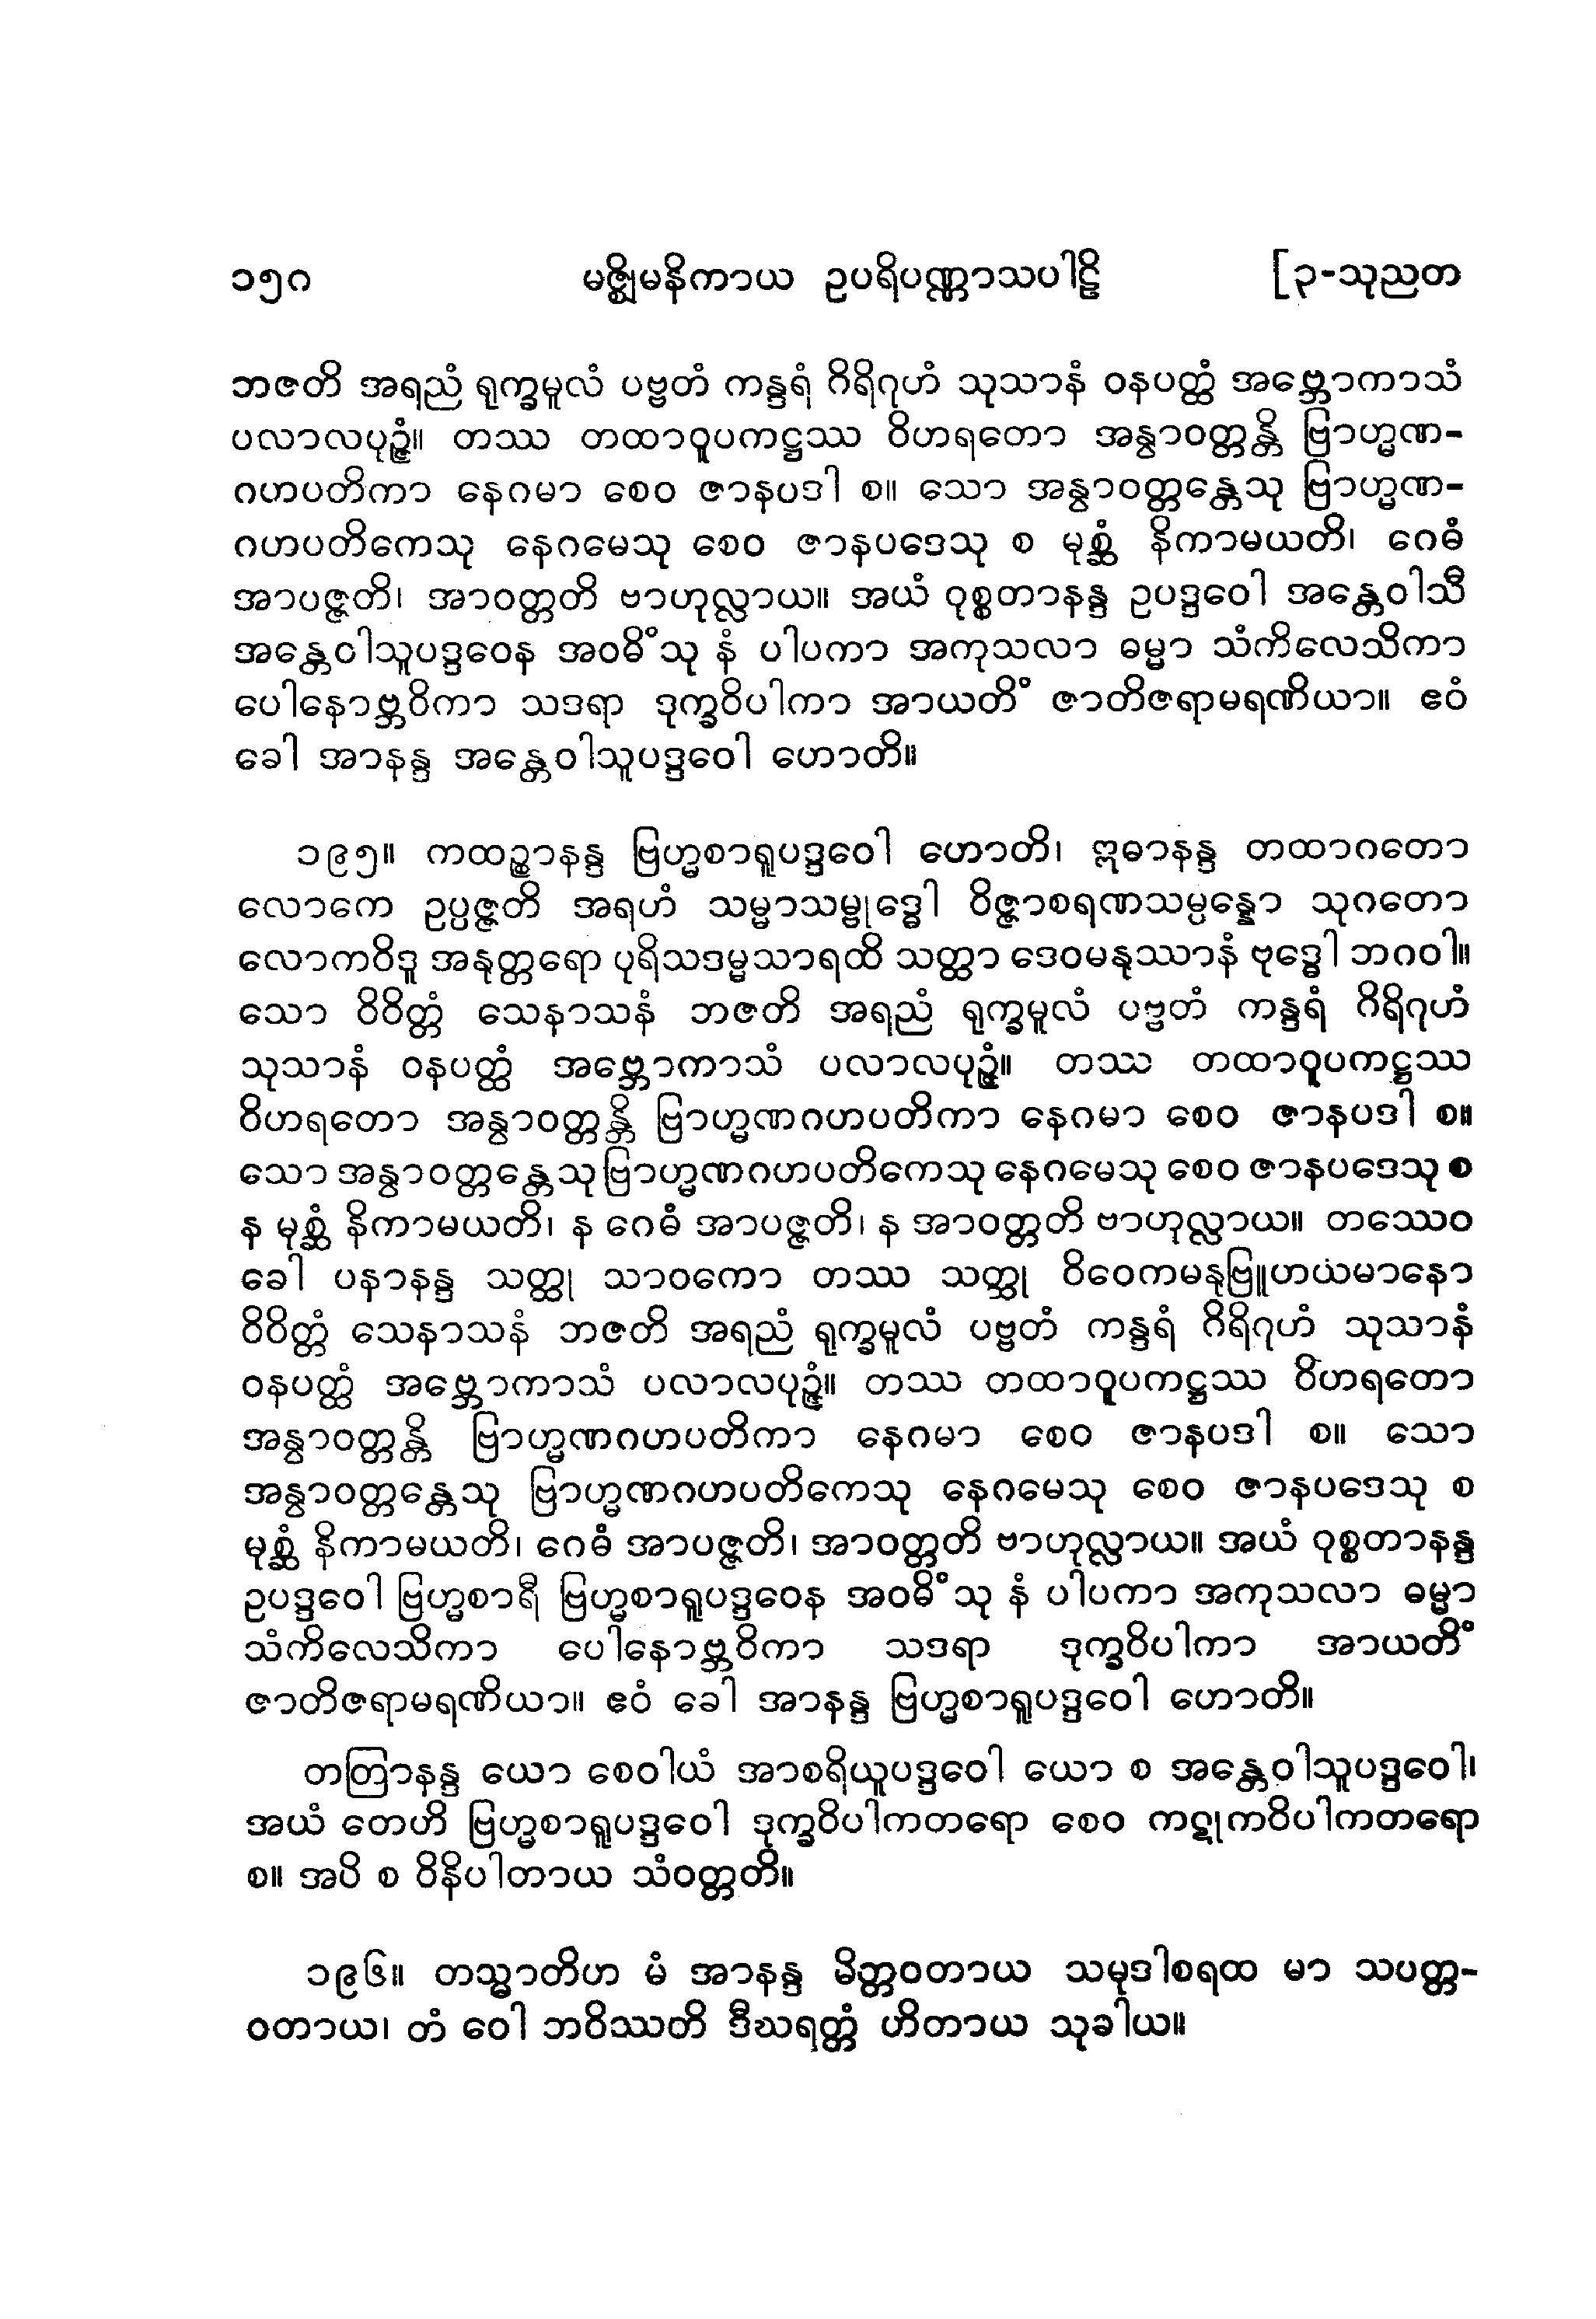 ၁၅၈ မဇ္ဈိမနိကာယ ဥပရိပဏ္ဏာသပါဠိ [၃-သုညတ
ဘဇတိ အရညံ ရုက္ခမူလံ ပဗ္ဗတံ ကန္ဒရံ ဂိရိဂုဟံ သုသာနံ ဝနပတ္ထံ အဗ္ဘောကာသံ
ပလာလပုဉ္ဇံ။ တဿ တထာဝူပကဋ္ဌဿ ဝိဟရတော အန္ဝာဝတ္တန္တိ ဗြာဟ္မဏ-
ဂဟပတိကာ နေဂမာ စေဝ ဇာနပဒါ စ။ သော အန္ဝာဝတ္တန္တေသု ဗြာဟ္မဏ-
ဂဟပတိကေသု နေဂမေသု စေဝ ဇာနပဒေသု စ မုစ္ဆံ နိကာမယတိ၊ ဂေဓံ
အာပဇ္ဇတိ၊ အာဝတ္တတိ ဗာဟုလ္လာယ။ အယံ ဝုစ္စတာနန္ဒ ဥပဒ္ဒဝေါ အန္တေဝါသီ
အန္တေဝါသူပဒ္ဒဝေန အဝဓိံသု နံ ပါပကာ အကုသလာ ဓမ္မာ သံကိလေသိကာ
ပေါနောဗ္ဘဝိကာ သဒရာ ဒုက္ခဝိပါကာ အာယတိံ ဇာတိဇရာမရဏိယာ။ ဧဝံ
ခေါ အာနန္ဒ အန္တေဝါသူပဒ္ဒဝေါ ဟောတိ။
၁၉၅။ ကထဉ္စာနန္ဒ ဗြဟ္မစာရူပဒ္ဒဝေါ ဟောတိ၊ ဣဓာနန္ဒ တထာဂတော
လောကေ ဥပ္ပဇ္ဇတိ အရဟံ သမ္မာသမ္ဗုဒ္ဓေါ ဝိဇ္ဇာစရဏသမ္ပန္နော သုဂတော
လောကဝိဒူ အနုတ္တရော ပုရိသဒမ္မသာရထိ သတ္ထာ ဒေဝမနုဿာနံ ဗုဒ္ဓေါ ဘဂဝါ။
သော ဝိဝိတ္တံ သေနာသနံ ဘဇတိ အရညံ ရုက္ခမူလံ ပဗ္ဗတံ ကန္ဒရံ ဂိရိဂုဟံ
သုသာနံ ဝနပတ္ထံ အဗ္ဘောကာသံ ပလာလပုဉ္ဇံ။ တဿ တထာဝူပကဋ္ဌဿ
ဝိဟရတော အန္ဝာဝတ္တန္တိ ဗြာဟ္မဏဂဟပတိကာ နေဂမာ စေဝ ဇာနပဒါ စ။
သော အန္ဝာဝတ္တန္တေသု ဗြာဟ္မဏဂဟပတိကေသု နေဂမေသု စေဝ ဇာနပဒေသု စ
န မုစ္ဆံ နိကာမယတိ၊ န ဂေဓံ အာပဇ္ဇတိ၊ န အာဝတ္တတိ ဗာဟုလ္လာယ။ တဿေဝ
ခေါ ပနာနန္ဒ သတ္ထု သာဝကော တဿ သတ္ထု ဝိဝေကမနုဗြူဟယမာနော
ဝိဝိတ္တံ သေနာသနံ ဘဇတိ အရညံ ရုက္ခမူလံ ပဗ္ဗတံ ကန္ဒရံ ဂိရိဂုဟံ သုသာနံ
ဝနပတ္ထံ အဗ္ဘောကာသံ ပလာလပုဉ္ဇံ။ တဿ တထာဝူပကဋ္ဌဿ ဝိဟရတော
အန္ဝာဝတ္တန္တိ ဗြာဟ္မဏဂဟပတိကာ နေဂမာ စေဝ ဇာနပဒါ စ။ သော
အန္ဝာဝတ္တန္တေသု ဗြာဟ္မဏဂဟပတိကေသု နေဂမေသု စေဝ ဇာနပဒေသု စ
မုစ္ဆံ နိကာမယတိ၊ ဂေဓံ အာပဇ္ဇတိ၊ အာဝတ္တတိ ဗာဟုလ္လာယ။ အယံ ဝုစ္စတာနန္ဒ
ဥပဒ္ဒဝေါ ဗြဟ္မစာရီ ဗြဟ္မစာရူပဒ္ဒဝေန အဝဓိံသု နံ ပါပကာ အကုသလာ ဓမ္မာ
သံကိလေသိကာ ပေါနောဗ္ဘဝိကာ သဒရာ ဒုက္ခဝိပါကာ အာယတိံ
ဇာတိဇရာမရဏိယာ။ ဧဝံ ခေါ အာနန္ဒ ဗြဟ္မစာရူပဒ္ဒဝေါ ဟောတိ။
တတြာနန္ဒ ယော စေဝါယံ အာစရိယူပဒ္ဒဝေါ ယော စ အန္တေဝါသူပဒ္ဒဝေါ၊
အယံ တေဟိ ဗြဟ္မစာရူပဒ္ဒဝေါ ဒုက္ခဝိပါကတရော စေဝ ကဋုကဝိပါကတရော
စ။ အပိ စ ဝိနိပါတာယ သံဝတ္တတိ။
၁၉၆။ တသ္မာတိဟ မံ အာနန္ဒ မိတ္တဝတာယ သမုဒါစရထ မာ သပတ္တ-
ဝတာယ၊ တံ ဝေါ ဘဝိဿတိ ဒီဃရတ္တံ ဟိတာယ သုခါယ။